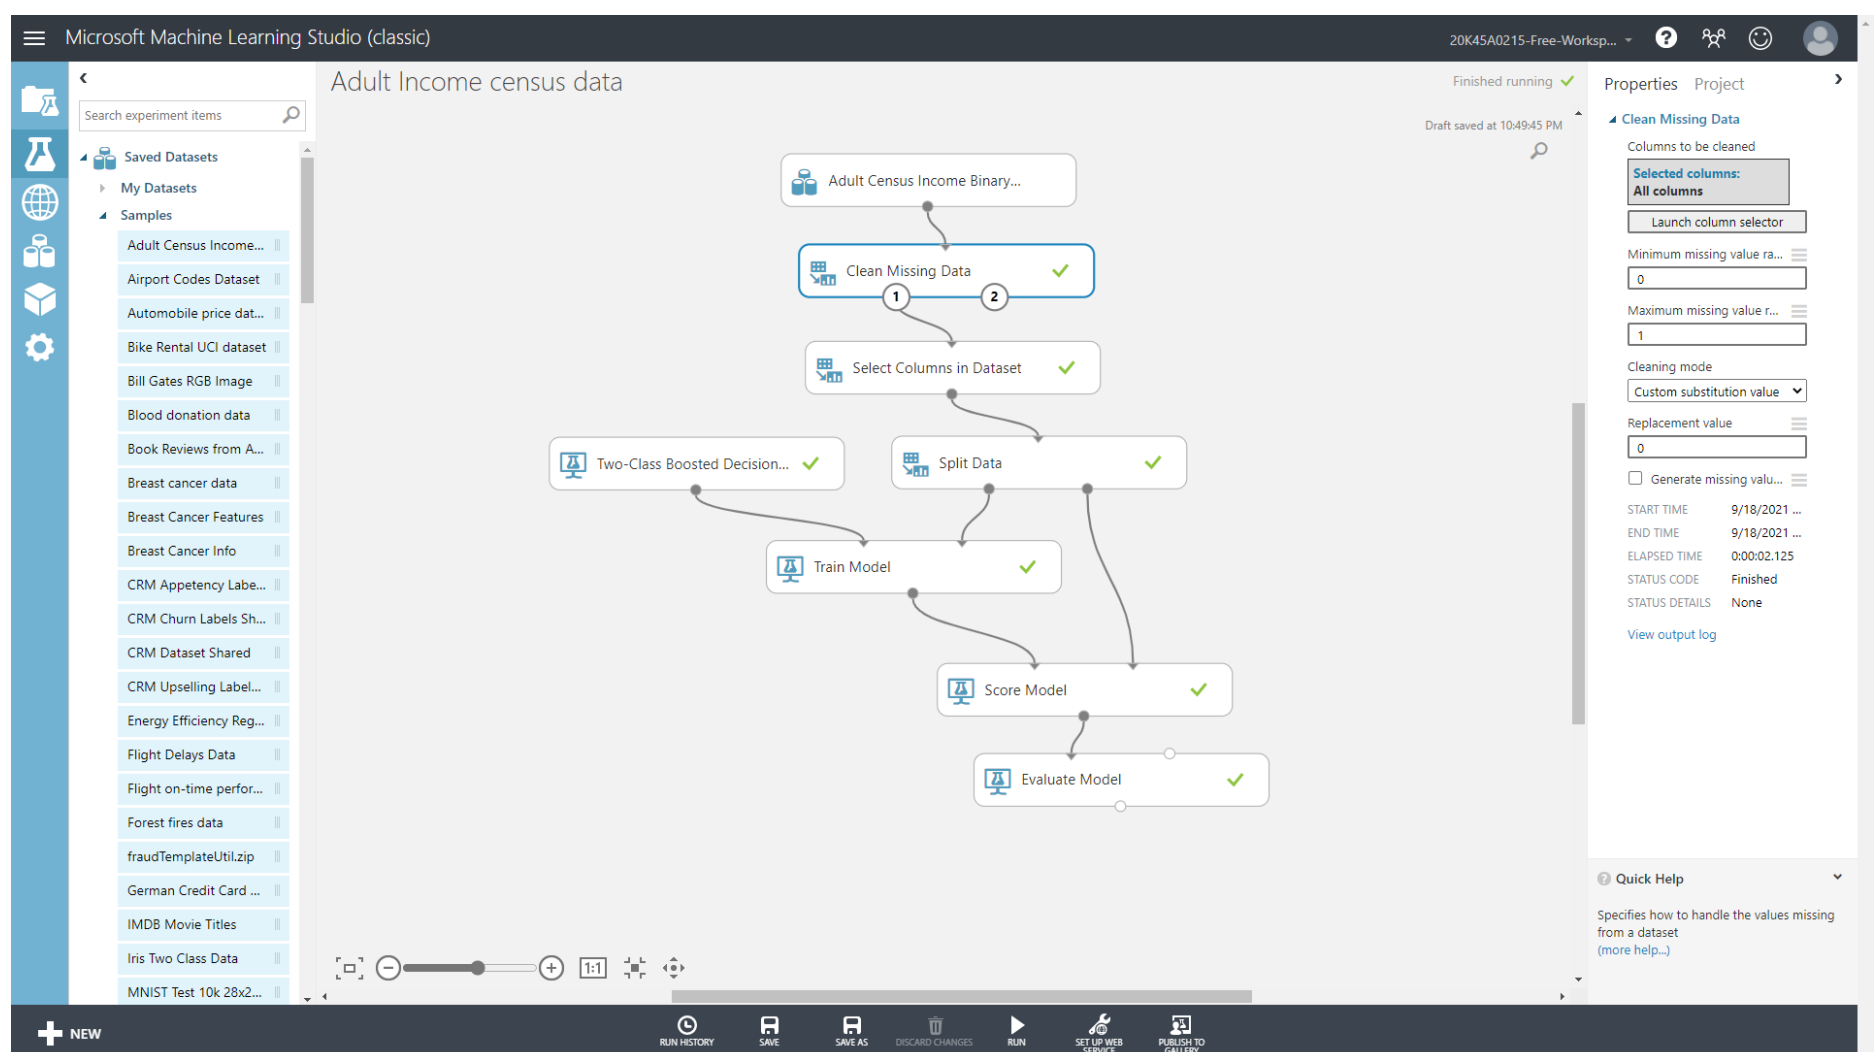 Microsoft Machine Learning Studio (classic)
20K45A0215-Free-Worksp...
Search experiment items
Saved Datasets
My Datasets
Samples
Adult Census Income...
Airport Codes Dataset
Automobile price dat...
Bike Rental UCI dataset
Bill Gates RGB Image
Blood donation data
Book Reviews from A...
Breast cancer data
Breast Cancer Features
Breast Cancer Info
CRM Appetency Labe...
CRM Churn Labels Sh...
CRM Dataset Shared
CRM Upselling Label...
Energy Efficiency Reg...
Flight Delays Data
Flight on-time perfor...
Forest fires data
fraudTemplateUtil.zip
German Credit Card ...
IMDB Movie Titles
Iris Two Class Data
MNIST Test 10k 28x2...
Adult Income census data
Finished running
Draft saved at 10:49:45 PM
Adult Census Income Binary...
Clean Missing Data
1
2
Select Columns in Dataset
Two-Class Boosted Decision...
Split Data
Train Model
Score Model
Evaluate Model
1:1
Properties Project
Clean Missing Data
Columns to be cleaned
Selected columns:
All columns
Launch column selector
Minimum missing value ra...
0
Maximum missing value r...
1
Cleaning mode
Custom substitution value
Replacement value
0
Generate missing valu...
START TIME 9/18/2021 ...
END TIME 9/18/2021 ...
ELAPSED TIME 0:00:02.125
STATUS CODE Finished
STATUS DETAILS None
View output log
Quick Help
Specifies how to handle the values missing
from a dataset
(more help...)
NEW
RUN HISTORY
SAVE
SAVE AS
DISCARD CHANGES
RUN
SET UP WEB
SERVICE
PUBLISH TO
GALLERY